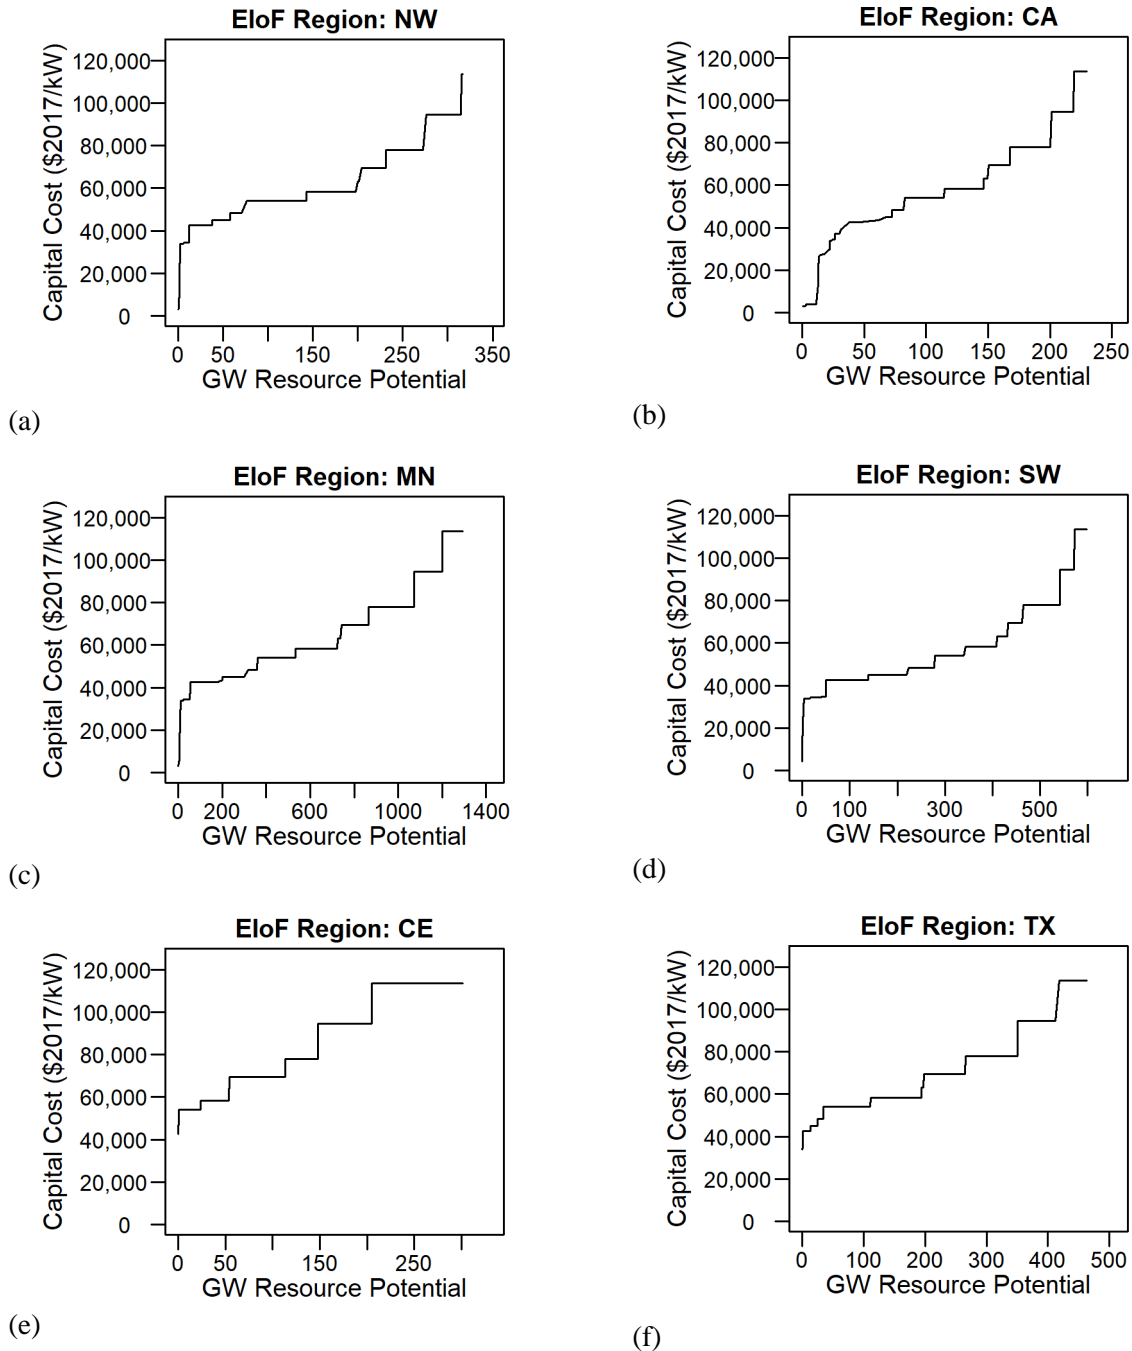 EIoF Region: NW
Capital Cost ($2017/kW)
120,000
100,000
80,000
60,000
40,000
20,000
0
0 50 150 250 350
GW Resource Potential
(a)
EIoF Region: CA
Capital Cost ($2017/kW)
120,000
100,000
80,000
60,000
40,000
20,000
0
0 50 100 150 200 250
GW Resource Potential
(b)
EIoF Region: MN
Capital Cost ($2017/kW)
120,000
100,000
80,000
60,000
40,000
20,000
0
0 200 600 1000 1400
GW Resource Potential
(c)
EIoF Region: SW
Capital Cost ($2017/kW)
120,000
100,000
80,000
60,000
40,000
20,000
0
0 100 300 500
GW Resource Potential
(d)
EIoF Region: CE
Capital Cost ($2017/kW)
120,000
100,000
80,000
60,000
40,000
20,000
0
0 50 150 250
GW Resource Potential
(e)
EIoF Region: TX
Capital Cost ($2017/kW)
120,000
100,000
80,000
60,000
40,000
20,000
0
0 100 200 300 400 500
GW Resource Potential
(f)